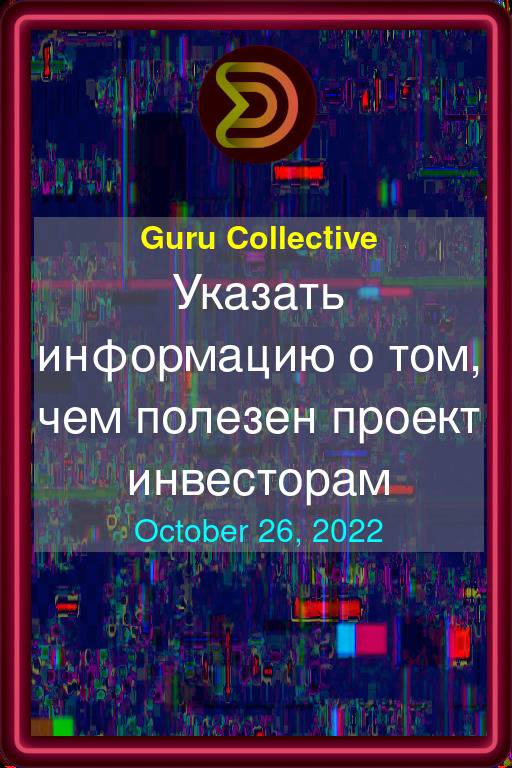 Guru Collective
Указать
информацию о том,
чем полезен проект
инвесторам
October 26, 2022